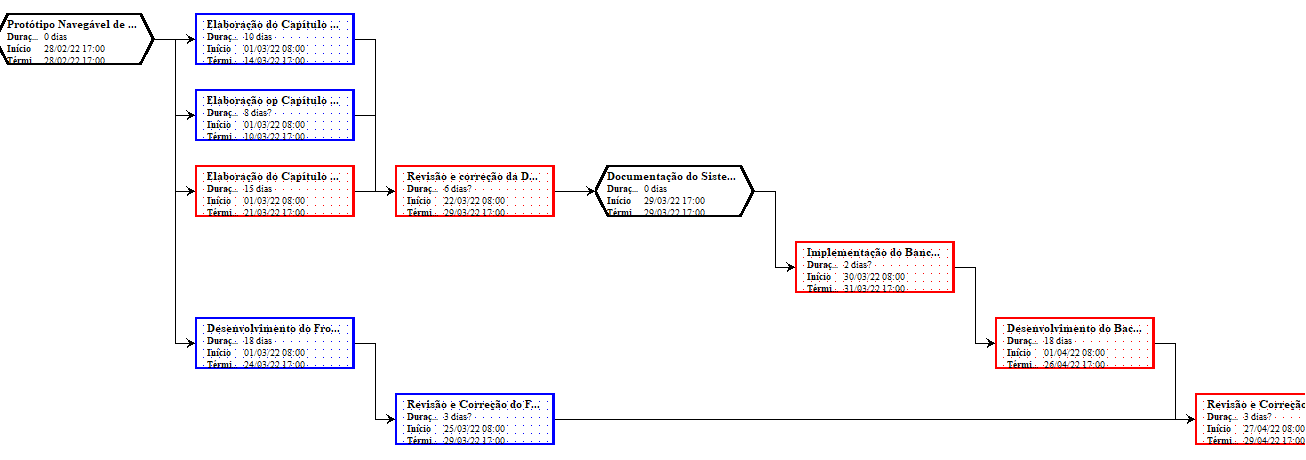 Protótipo Navegável de ...
Duraç... 0 dias
Início 28/02/22 17:00
Térmi 28/02/22 17:00
Elaboração do Capítulo ...
Duraç... 10 dias
Início 01/03/22 08:00
Térmi 14/03/22 17:00
Elaboração op Capítulo ...
Duraç... 8 dias?
Início 01/03/22 08:00
Térmi 10/03/22 17:00
Elaboração do Capítulo ...
Duraç... 15 dias
Início 01/03/22 08:00
Térmi 21/03/22 17:00
Revisão e correção da D...
Duraç... 6 dias?
Início 22/03/22 08:00
Térmi 29/03/22 17:00
Documentação do Siste...
Duraç... 0 dias
Início 29/03/22 17:00
Térmi 29/03/22 17:00
Implementação do Banc...
Duraç... 2 dias?
Início 30/03/22 08:00
Térmi 31/03/22 17:00
Desenvolvimento do Fro...
Duraç... 18 dias
Início 01/03/22 08:00
Térmi 24/03/22 17:00
Desenvolvimento do Bac...
Duraç... 18 dias
Início 01/04/22 08:00
Térmi 26/04/22 17:00
Revisão e Correção do F...
Duraç... 3 dias?
Início 25/03/22 08:00
Térmi 29/03/22 17:00
Revisão e Correção
Duraç... 3 dias?
Início 27/04/22 08:00
Térmi 29/04/22 17:00